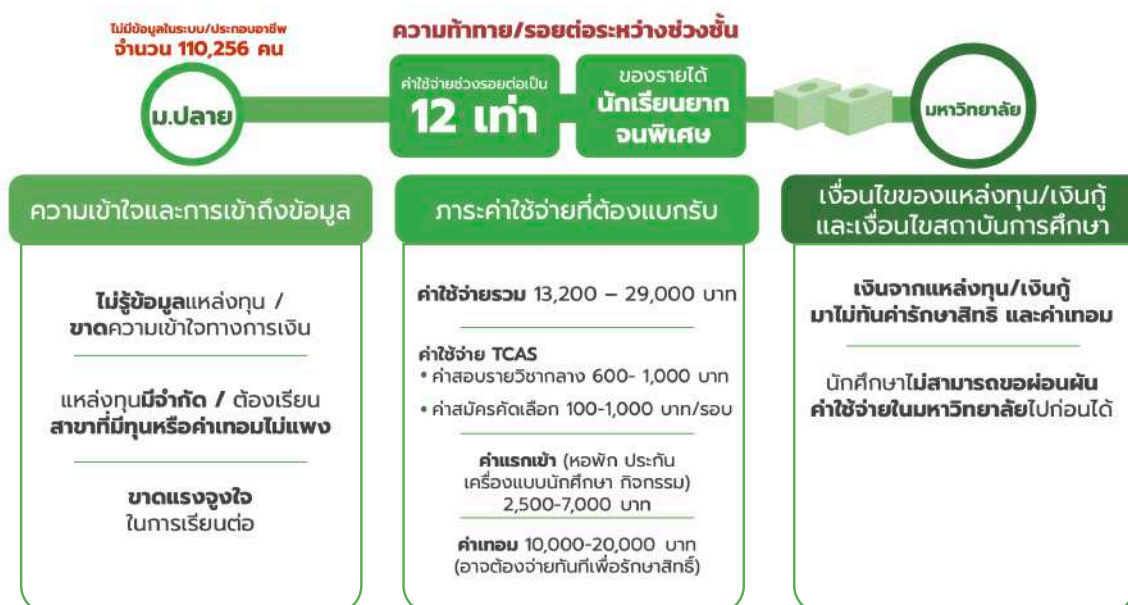 ไม่มีข้อมูลในระบบ/ประกอบอาชีพ
จำนวน 110,256 คน
ม.ปลาย
ความท้าทาย/รอยต่อระหว่างช่วงชั้น
ค่าใช้จ่ายช่วงรอยต่อเป็น
12 เท่า
ของรายได้
นักเรียนยาก
จนพิเศษ
มหาวิทยาลัย
ความเข้าใจและการเข้าถึงข้อมูล
ไม่รู้ข้อมูลแหล่งทุน /
ขาดความเข้าใจทางการเงิน
แหล่งทุนมีจำกัด / ต้องเรียน
สาขาที่มีทุนหรือค่าเทอมไม่แพง
ขาดแรงจูงใจ
ในการเรียนต่อ
ภาระค่าใช้จ่ายที่ต้องแบกรับ
ค่าใช้จ่ายรวม 13,200 – 29,000 บาท
ค่าใช้จ่าย TCAS
• ค่าสอบรายวิชากลาง 600- 1,000 บาท
• ค่าสมัครคัดเลือก 100-1,000 บาท/รอบ
ค่าแรกเข้า (หอพัก ประกัน
เครื่องแบบนักศึกษา กิจกรรม)
2,500-7,000 บาท
ค่าเทอม 10,000-20,000 บาท
(อาจต้องจ่ายทันทีเพื่อรักษาสิทธิ์)
เงื่อนไขของแหล่งทุน/เงินกู้
และเงื่อนไขสถาบันการศึกษา
เงินจากแหล่งทุน/เงินกู้
มาไม่ทันค่ารักษาสิทธิ และค่าเทอม
นักศึกษาไม่สามารถขอผ่อนผัน
ค่าใช้จ่ายในมหาวิทยาลัยไปก่อนได้